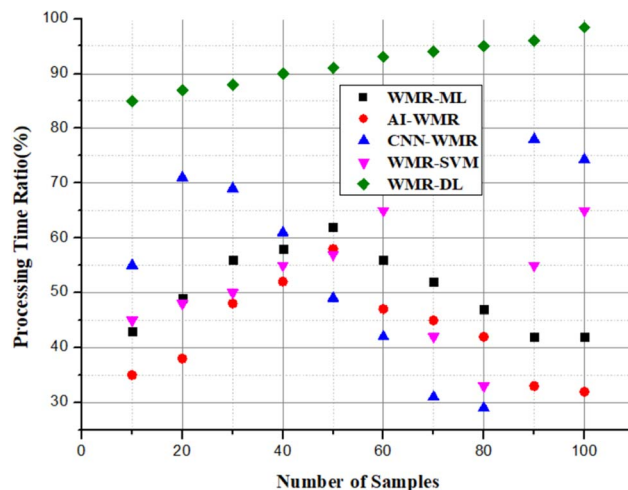 100
90
80
70
60
50
40
30
Processing Time Ratio(%)
WMR-ML
AI-WMR
CNN-WMR
WMR-SVM
WMR-DL
0 20 40 60 80 100
Number of Samples